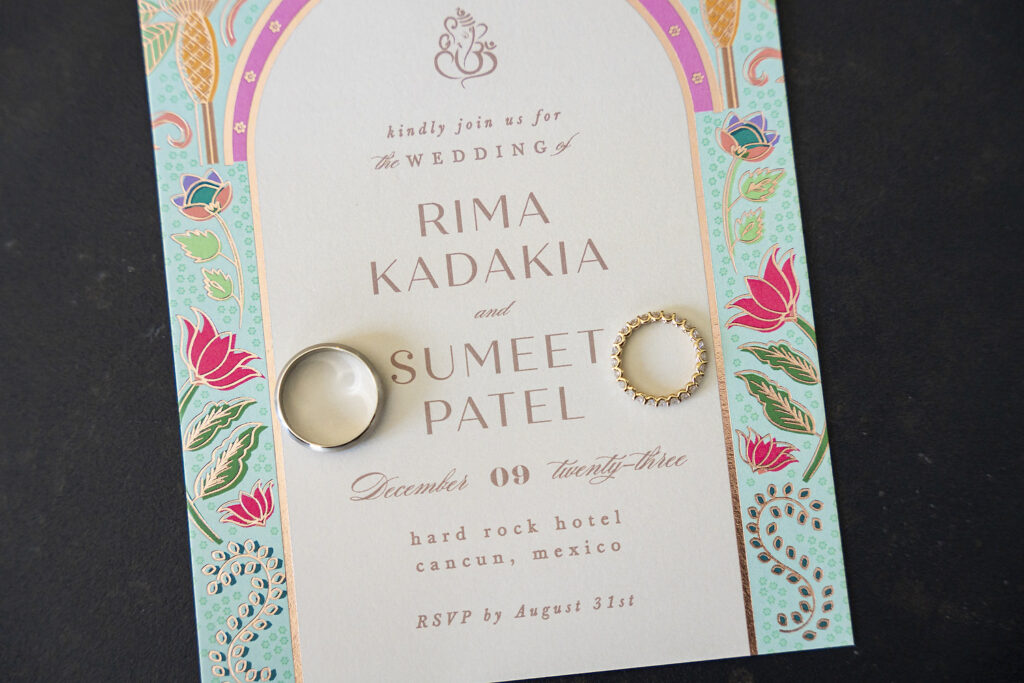 kindly join us for
the WEDDING of
RIMA
KADAKIA
and
SUMEET
PATEL
December 09 twenty-three
hard rock hotel
cancun, mexico
RSVP by August 31st